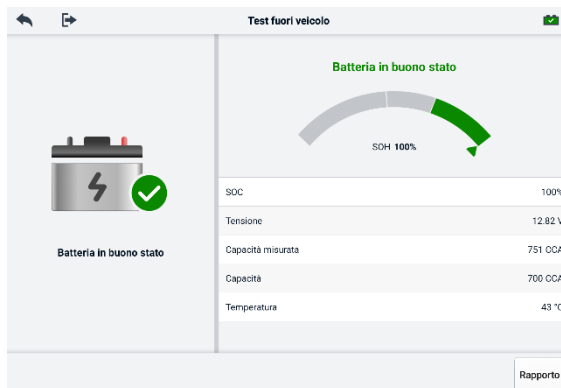 Test fuori veicolo
Batteria in buono stato
SOH 100%
Batteria in buono stato
SOC 100%
Tensione 12.82 V
Capacità misurata 751 CCA
Capacità 700 CCA
Temperatura 43 °C
Rapporto